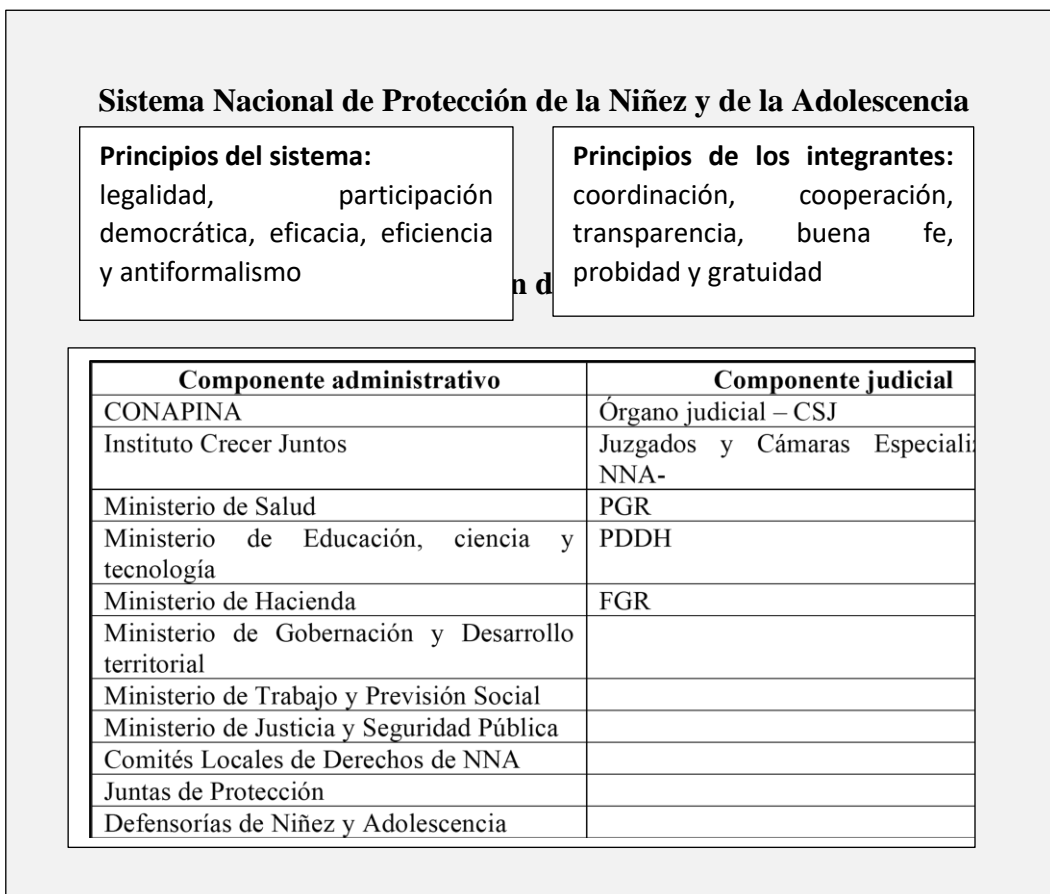 Sistema Nacional de Protección de la Niñez y de la Adolescencia
Principios del sistema:
legalidad, participación
democrática, eficacia, eficiencia
y antiformalismo
Principios de los integrantes:
coordinación, cooperación,
transparencia, buena fe,
probidad y gratuidad
n d
Componente administrativo Componente judicial
CONAPINA Órgano judicial – CSJ
Instituto Crecer Juntos Juzgados y Cámaras
NNA-
Ministerio de Salud PGR
Ministerio de Educación, ciencia y PDDH
tecnología
Ministerio de Hacienda FGR
Ministerio de Gobernación y Desarrollo
territorial
Ministerio de Trabajo y Previsión Social
Ministerio de Justicia y Seguridad Pública
Comités Locales de Derechos de NNA
Juntas de Protección
Defensorías de Niñez y Adolescencia